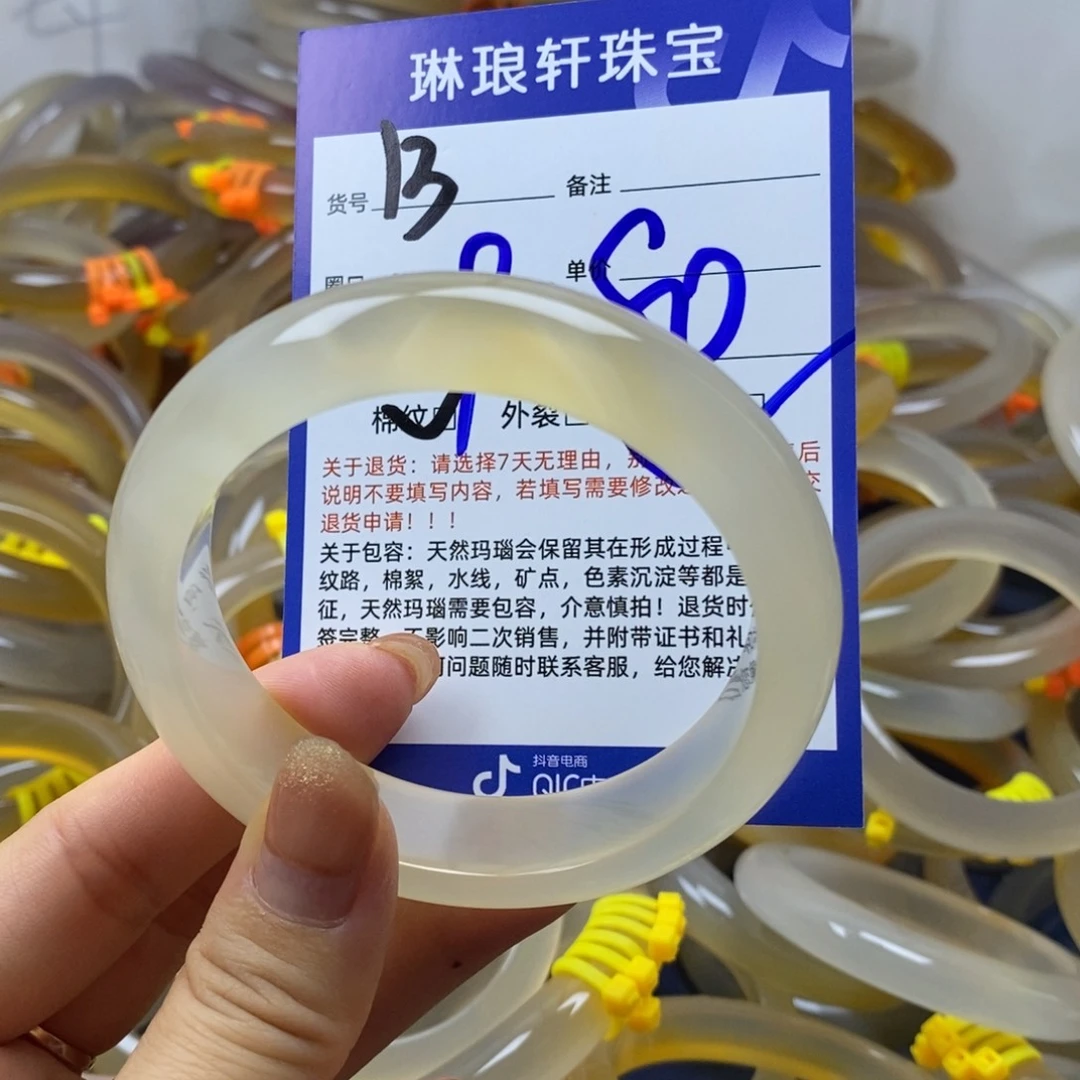 琳琅轩珠宝
货号 13 备注
单价
棉纹□ 外裂□
关于退货：请选择7天无理由，
后
说明不要填写内容，若填写需要修改
退货申请！！！
关于包容：天然玛瑙会保留其在形成过程
纹路，棉絮，水线，矿点，色素沉淀等都是
征，天然玛瑙需要包容，介意慎拍！退货时
签完整，不影响二次销售，并附带证书和礼
问题随时联系客服，给您解决
抖音电商
QIC